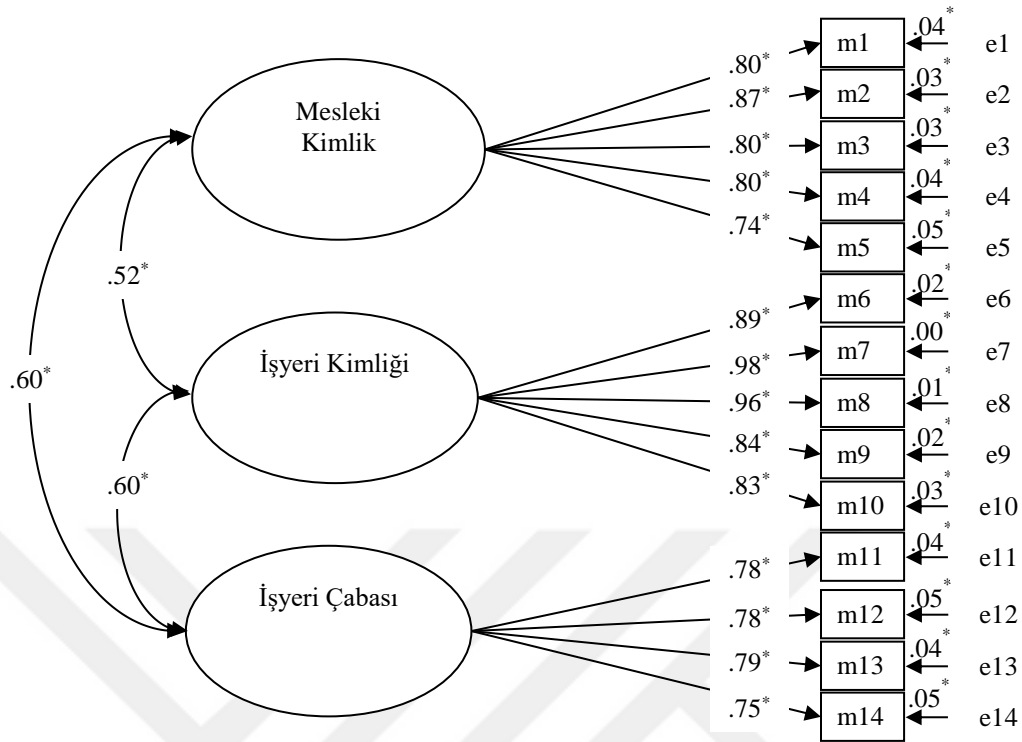 Mesleki
Kimlik
İşyeri Kimliği
İşyeri Çabası
.60*
.52*
.60*
.80* m1 .04* e1
.87* m2 .03* e2
.80* m3 .03* e3
.80* m4 .04* e4
.74* m5 .05* e5
.89* m6 .02* e6
.98* m7 .00* e7
.96* m8 .01* e8
.84* m9 .02* e9
.83* m10 .03* e10
.78* m11 .04* e11
.78* m12 .05* e12
.79* m13 .04* e13
.75* m14 .05* e14